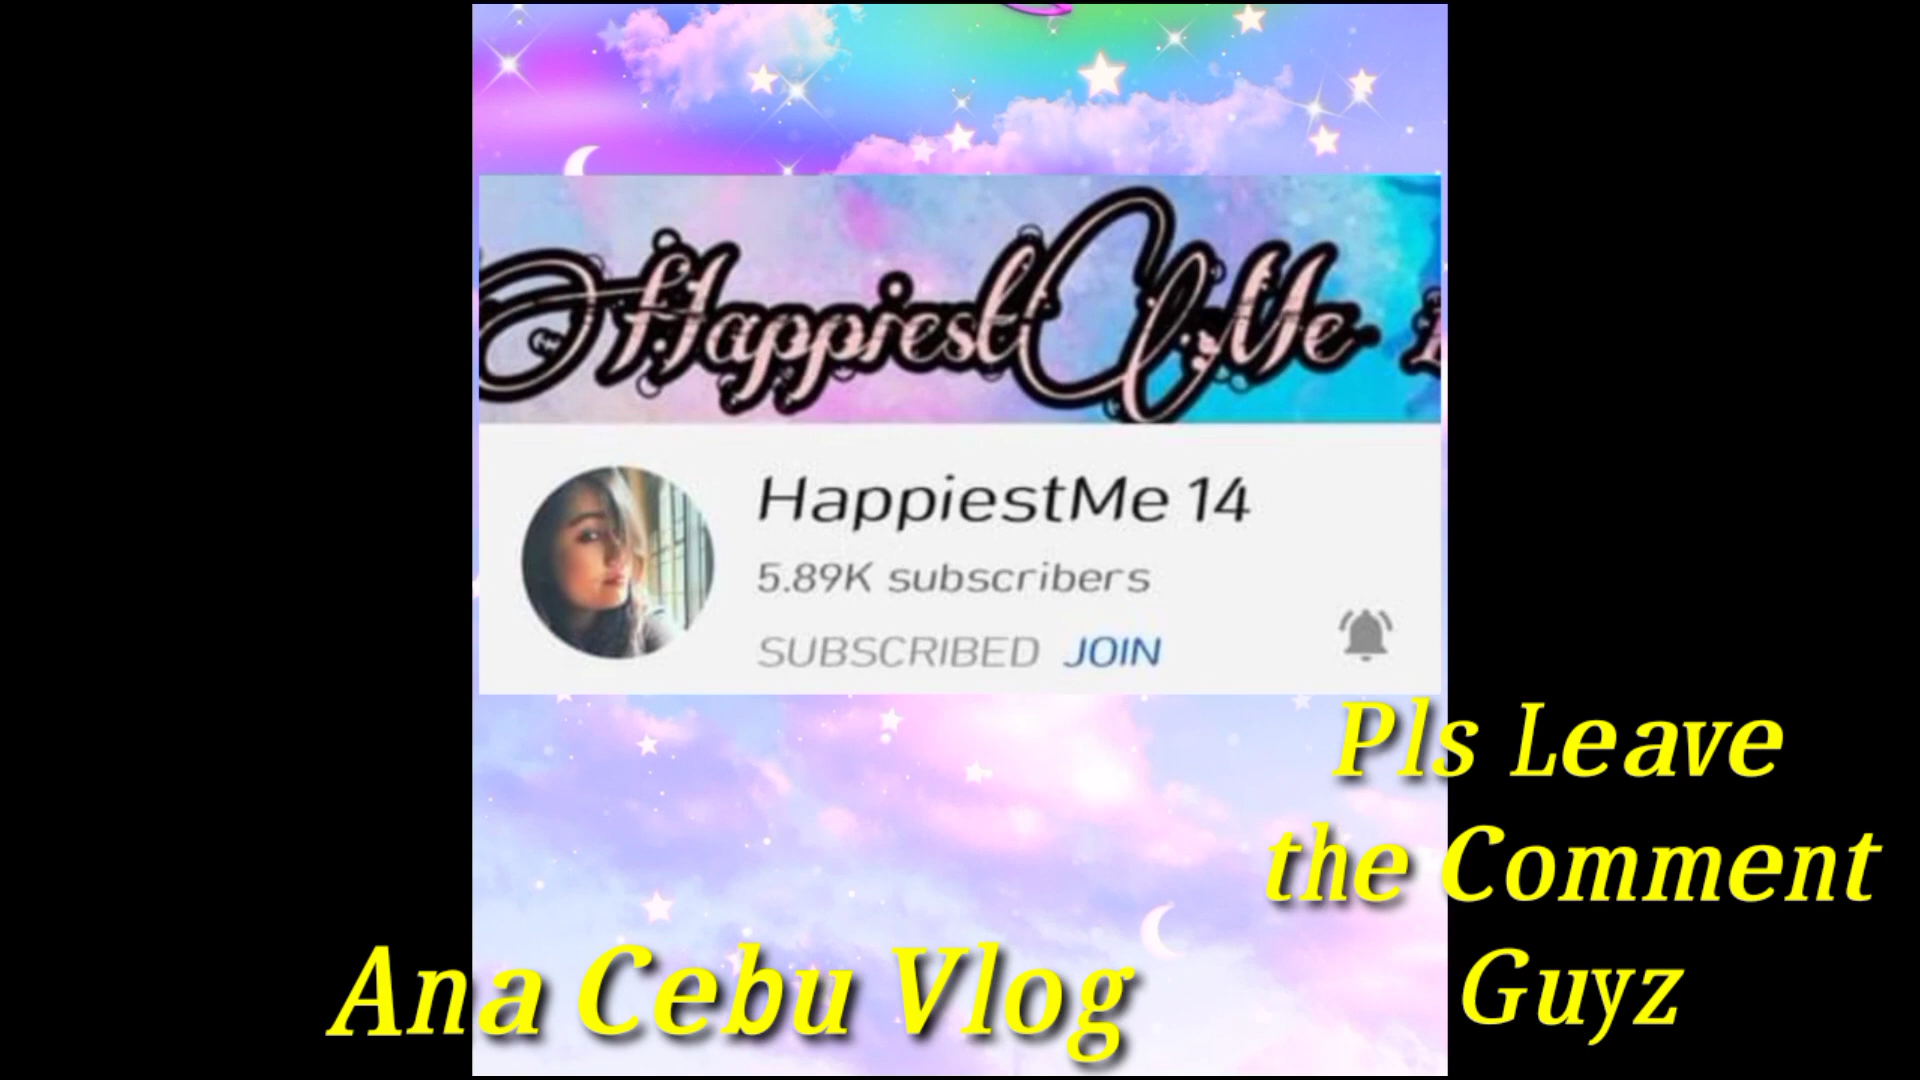 HappiestMe
HappiestMe 14
5.89K subscribers
SUBSCRIBED JOIN
Pls Leave
the Comment
Guyz
Ana Cebu Vlog